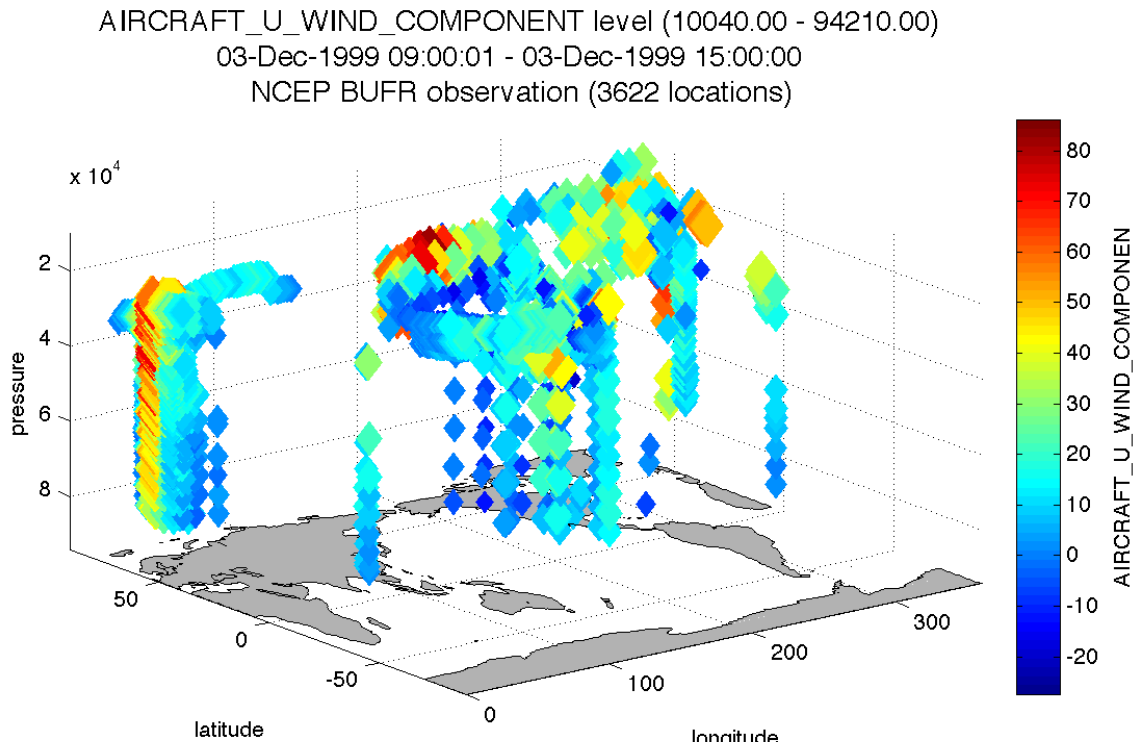 AIRCRAFT_U_WIND_COMPONENT level (10040.00 - 94210.00)
03-Dec-1999 09:00:01 - 03-Dec-1999 15:00:00
NCEP BUFR observation (3622 locations)
x 10^4
2
4
6
8
pressure
50
0
-50
latitude
0
100
200
300
longitude
80
70
60
50
40
30
20
10
0
-10
-20
AIRCRAFT_U_WIND_COMPONEN